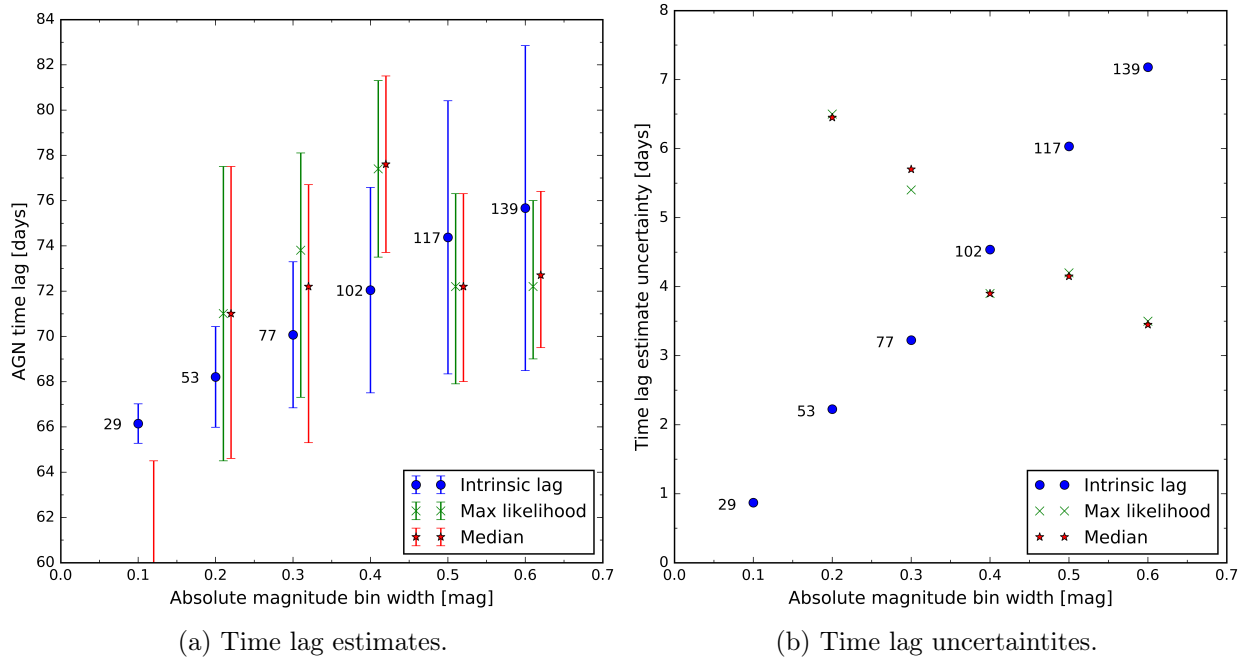 84
82
80
78
76
74
72
70
68
66
64
62
60
AGN time lag [days]
29
53
77
102
117
139
Intrinsic lag
Max likelihood
Median
0.0 0.1 0.2 0.3 0.4 0.5 0.6 0.7
Absolute magnitude bin width [mag]
(a) Time lag estimates.
8
7
6
5
4
3
2
1
0
Time lag estimate uncertainty [days]
29
53
77
102
117
139
Intrinsic lag
Max likelihood
Median
0.0 0.1 0.2 0.3 0.4 0.5 0.6 0.7
Absolute magnitude bin width [mag]
(b) Time lag uncertaintites.